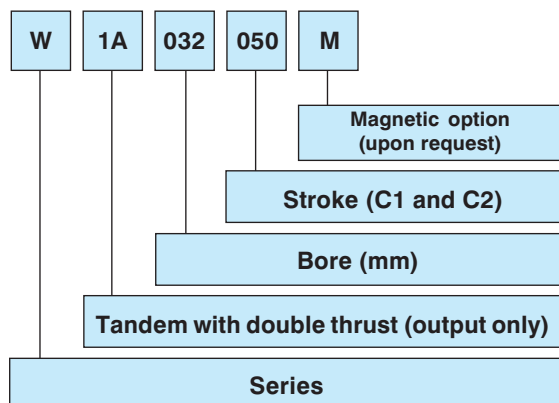 W 1A 032 050 M
Magnetic option
(upon request)
Stroke (C1 and C2)
Bore (mm)
Tandem with double thrust (output only)
Series